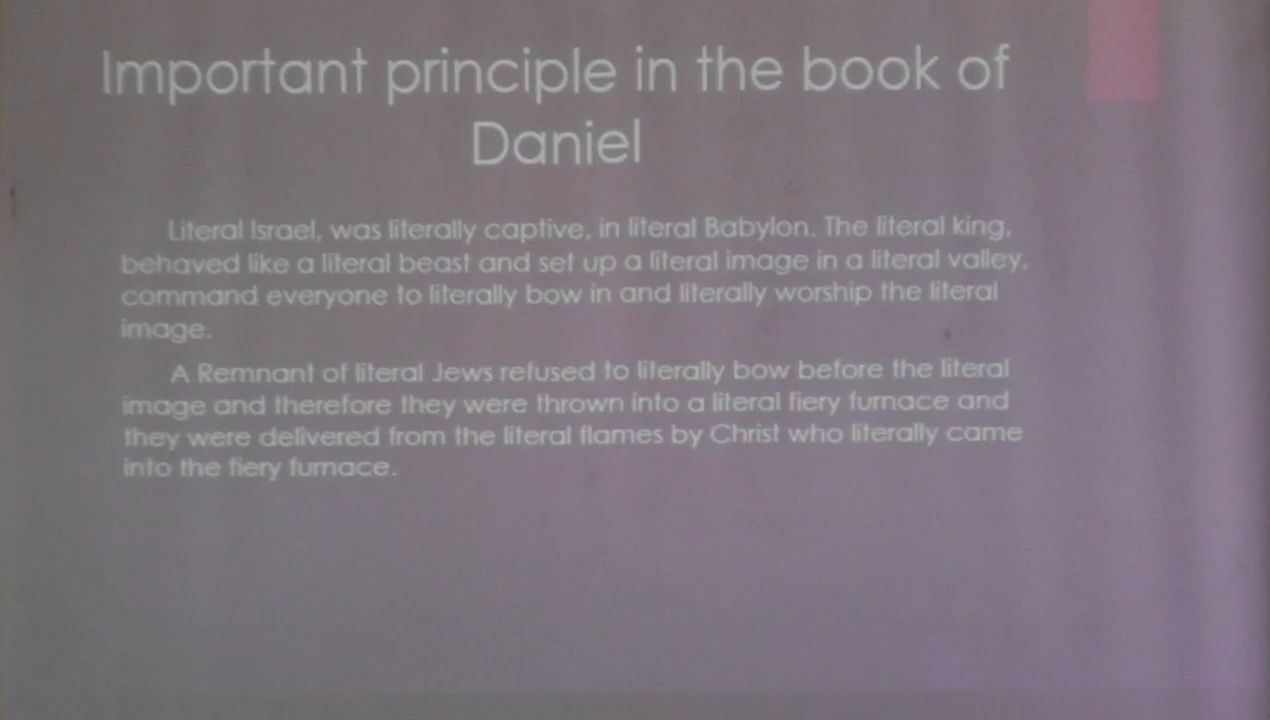 Important principle in the book of
Daniel
Literal Israel, was literally captive, in literal Babylon. The literal king,
behaved like a literal beast and set up a literal image in a literal valley,
command everyone to literally bow in and literally worship the literal
image.
A Remnant of literal Jews refused to literally bow before the literal
image and therefore they were thrown into a literal fiery furnace and
they were delivered from the literal flames by Christ who literally came
into the fiery furnace.